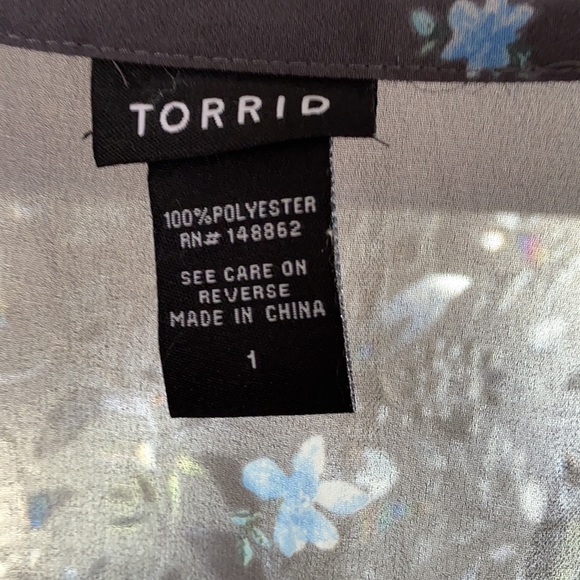 TORRID
100%POLYESTER
RN# 148862
SEE CARE ON
REVERSE
MADE IN CHINA
1